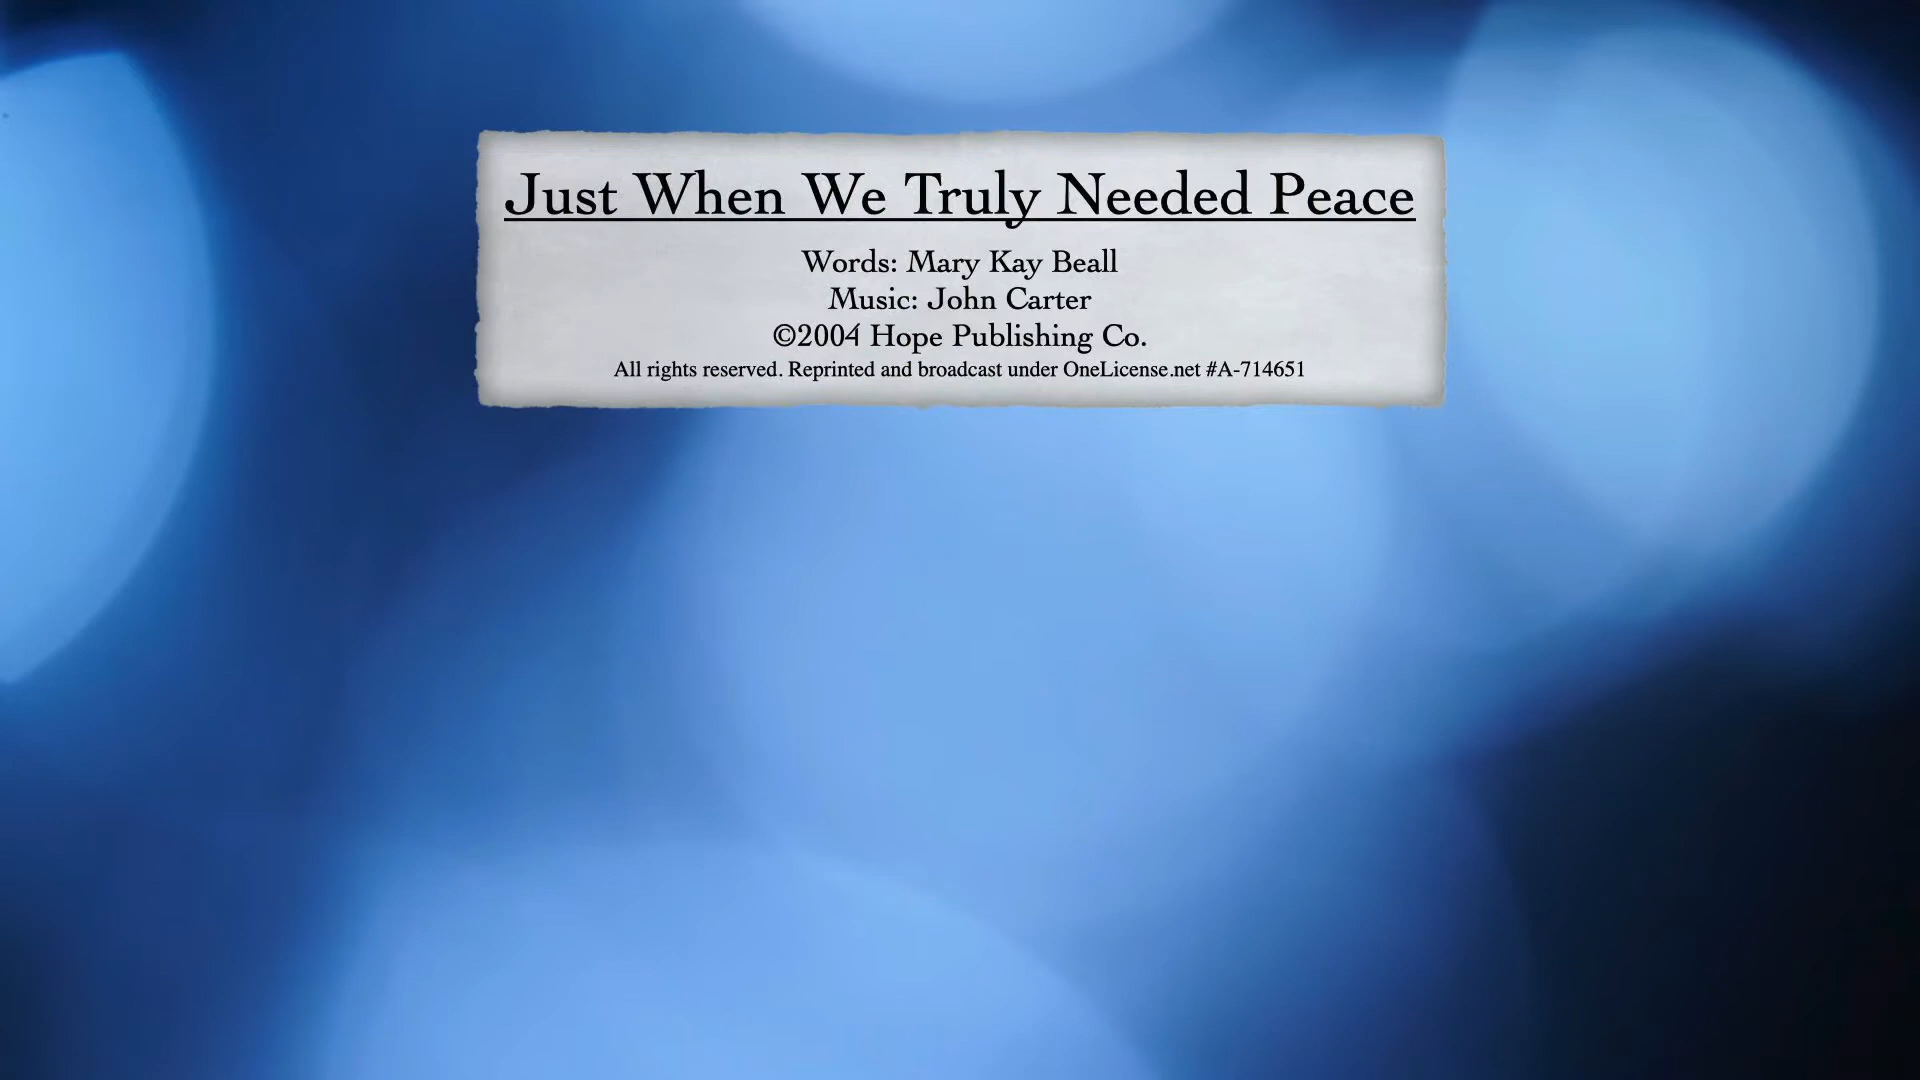 Just When We Truly Needed Peace
Words: Mary Kay Beall
Music: John Carter
©2004 Hope Publishing Co.
All rights reserved. Reprinted and broadcast under OneLicense.net #A-714651